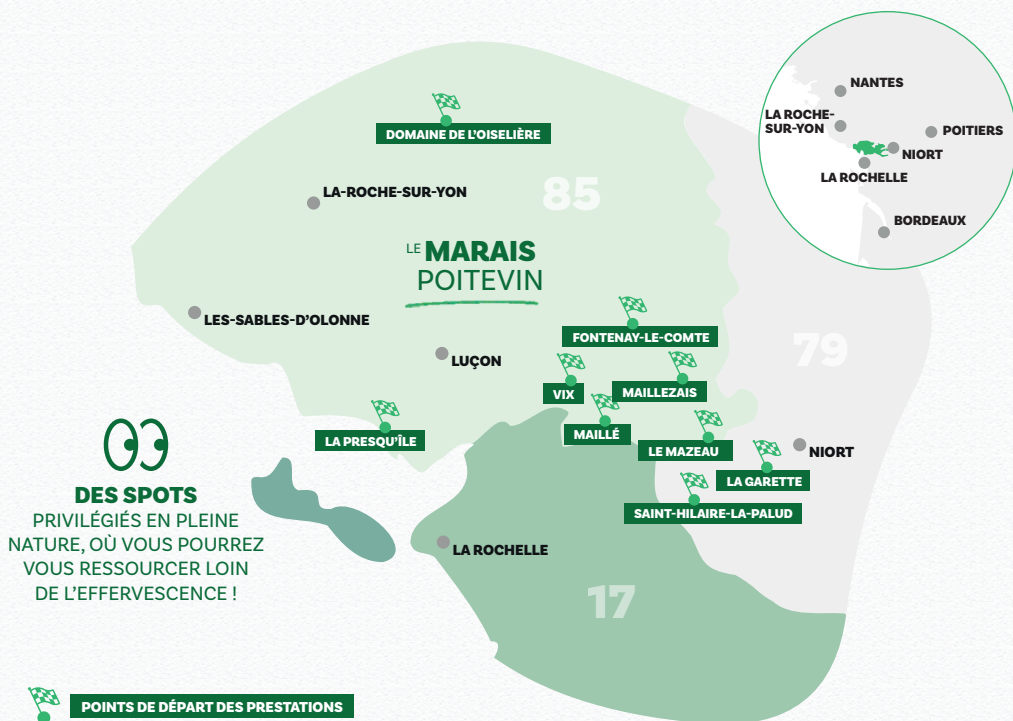 NANTES
LA ROCHE-
SUR-YON
POITIERS
NIORT
LA ROCHELLE
BORDEAUX
DOMAINE DE L'OISELIÈRE
85
LA-ROCHE-SUR-YON
LE MARAIS
POITEVIN
LES-SABLES-D'OLONNE
FONTENAY-LE-COMTE
79
LUÇON
VIX
MAILLEZAIS
MAILLÉ
LA PRESQU'ÎLE
LE MAZEAU
NIORT
LA GARETTE
SAINT-HILAIRE-LA-PALUD
DES SPOTS
PRIVILÉGIÉS EN PLEINE
NATURE, OÙ VOUS POURREZ
VOUS RESSOURCER LOIN
DE L'EFFERVESCENCE !
LA ROCHELLE
17
POINTS DE DÉPART DES PRESTATIONS